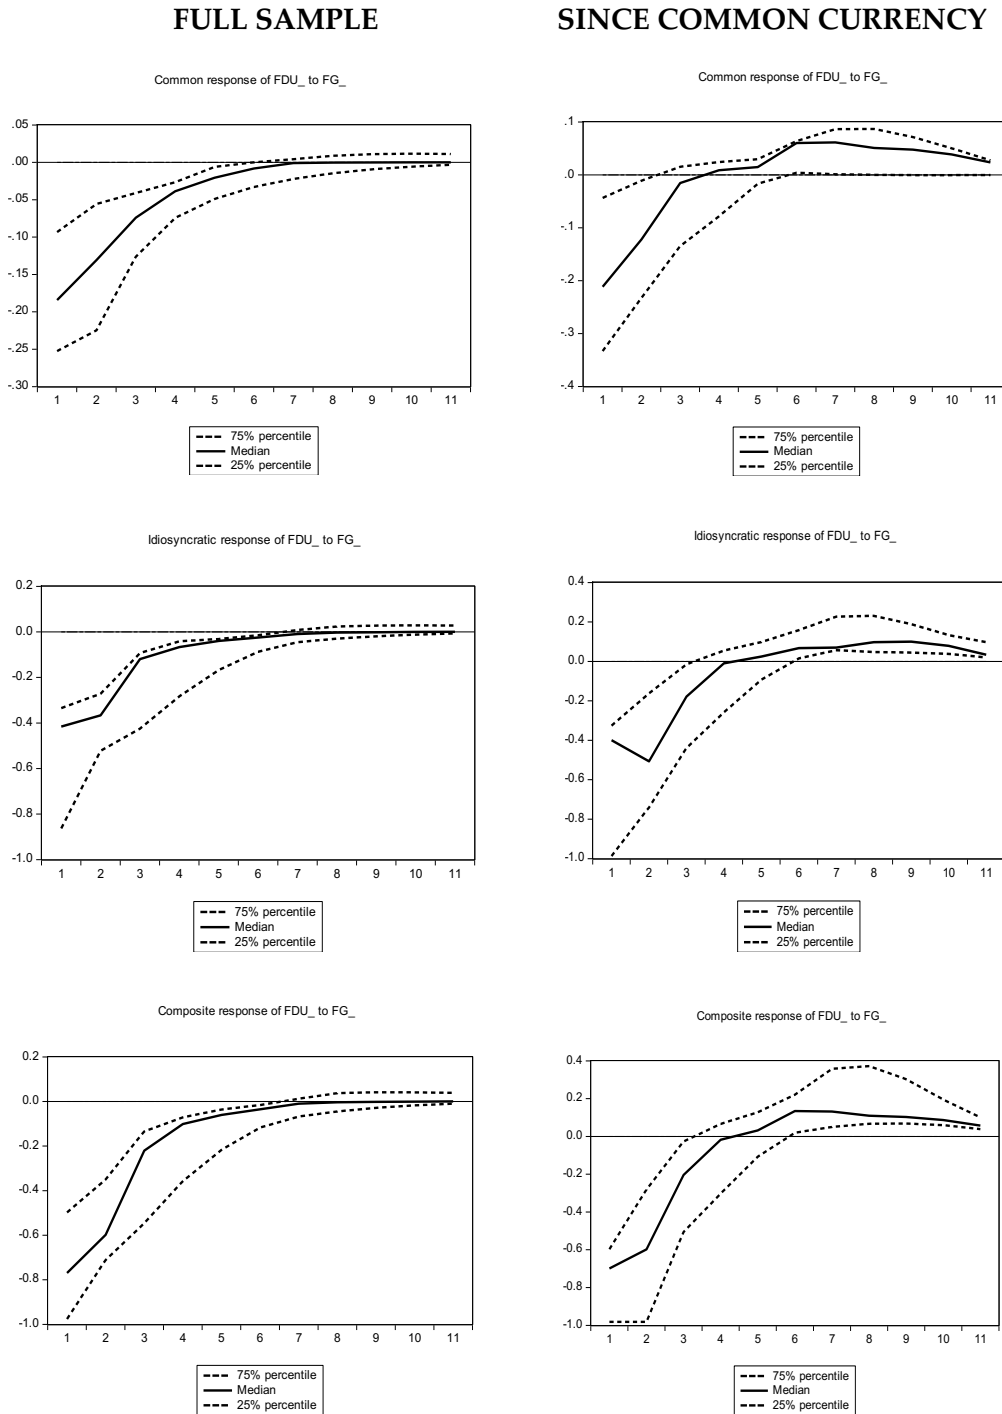 FULL SAMPLE
SINCE COMMON CURRENCY
Common response of FDU_ to FG_
.05
.00
-.05
-.10
-.15
-.20
-.25
-.30
1 2 3 4 5 6 7 8 9 10 11
75% percentile
Median
25% percentile
Common response of FDU_ to FG_
.1
.0
-.1
-.2
-.3
-.4
1 2 3 4 5 6 7 8 9 10 11
75% percentile
Median
25% percentile
Idiosyncratic response of FDU_ to FG_
0.2
0.0
-0.2
-0.4
-0.6
-0.8
-1.0
1 2 3 4 5 6 7 8 9 10 11
75% percentile
Median
25% percentile
Idiosyncratic response of FDU_ to FG_
0.4
0.2
0.0
-0.2
-0.4
-0.6
-0.8
-1.0
1 2 3 4 5 6 7 8 9 10 11
75% percentile
Median
25% percentile
Composite response of FDU_ to FG_
0.2
0.0
-0.2
-0.4
-0.6
-0.8
-1.0
1 2 3 4 5 6 7 8 9 10 11
75% percentile
Median
25% percentile
Composite response of FDU_ to FG_
0.4
0.2
0.0
-0.2
-0.4
-0.6
-0.8
-1.0
1 2 3 4 5 6 7 8 9 10 11
75% percentile
Median
25% percentile